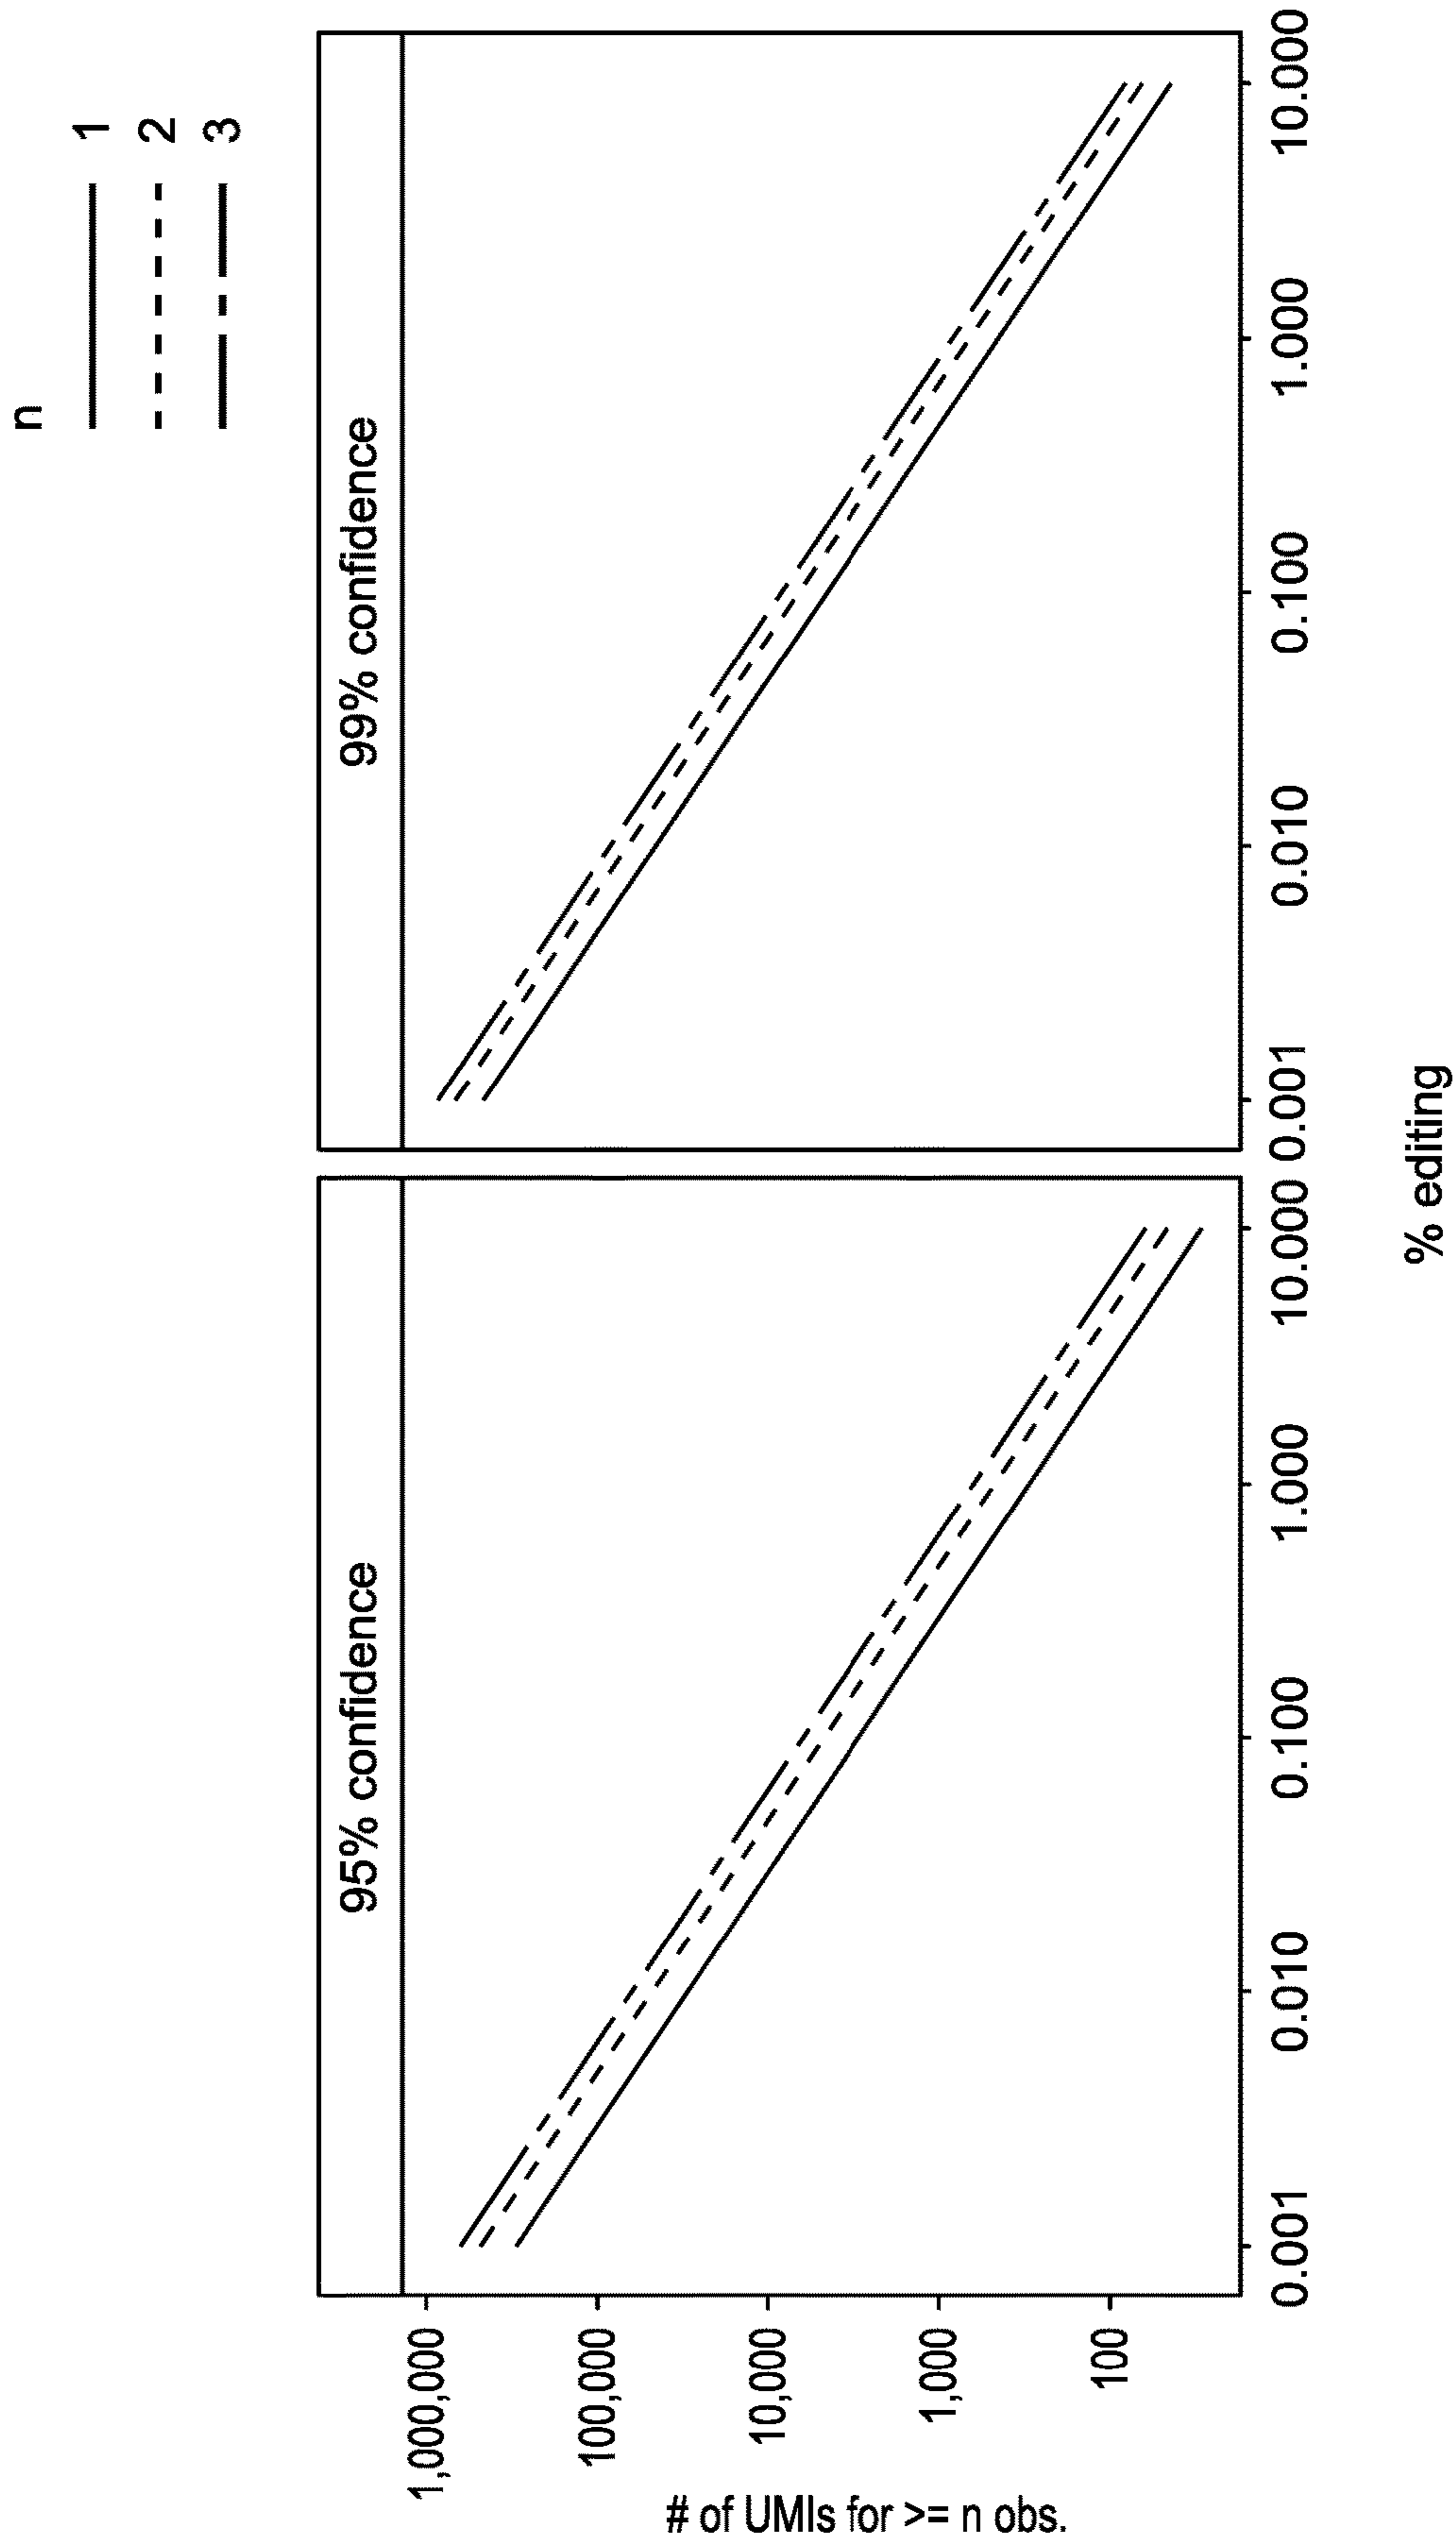 n
1
2
3
95% confidence
99% confidence
1,000,000
100,000
10,000
1,000
100
# of UMIs for >= n obs.
0.001 0.010 0.100 1.000 10.000
0.001 0.010 0.100 1.000 10.000
% editing